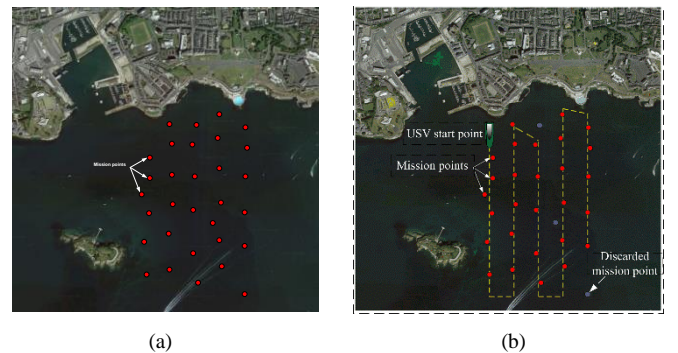 Mission points
USV start point
Mission points
Discarded
mission point
(a)
(b)